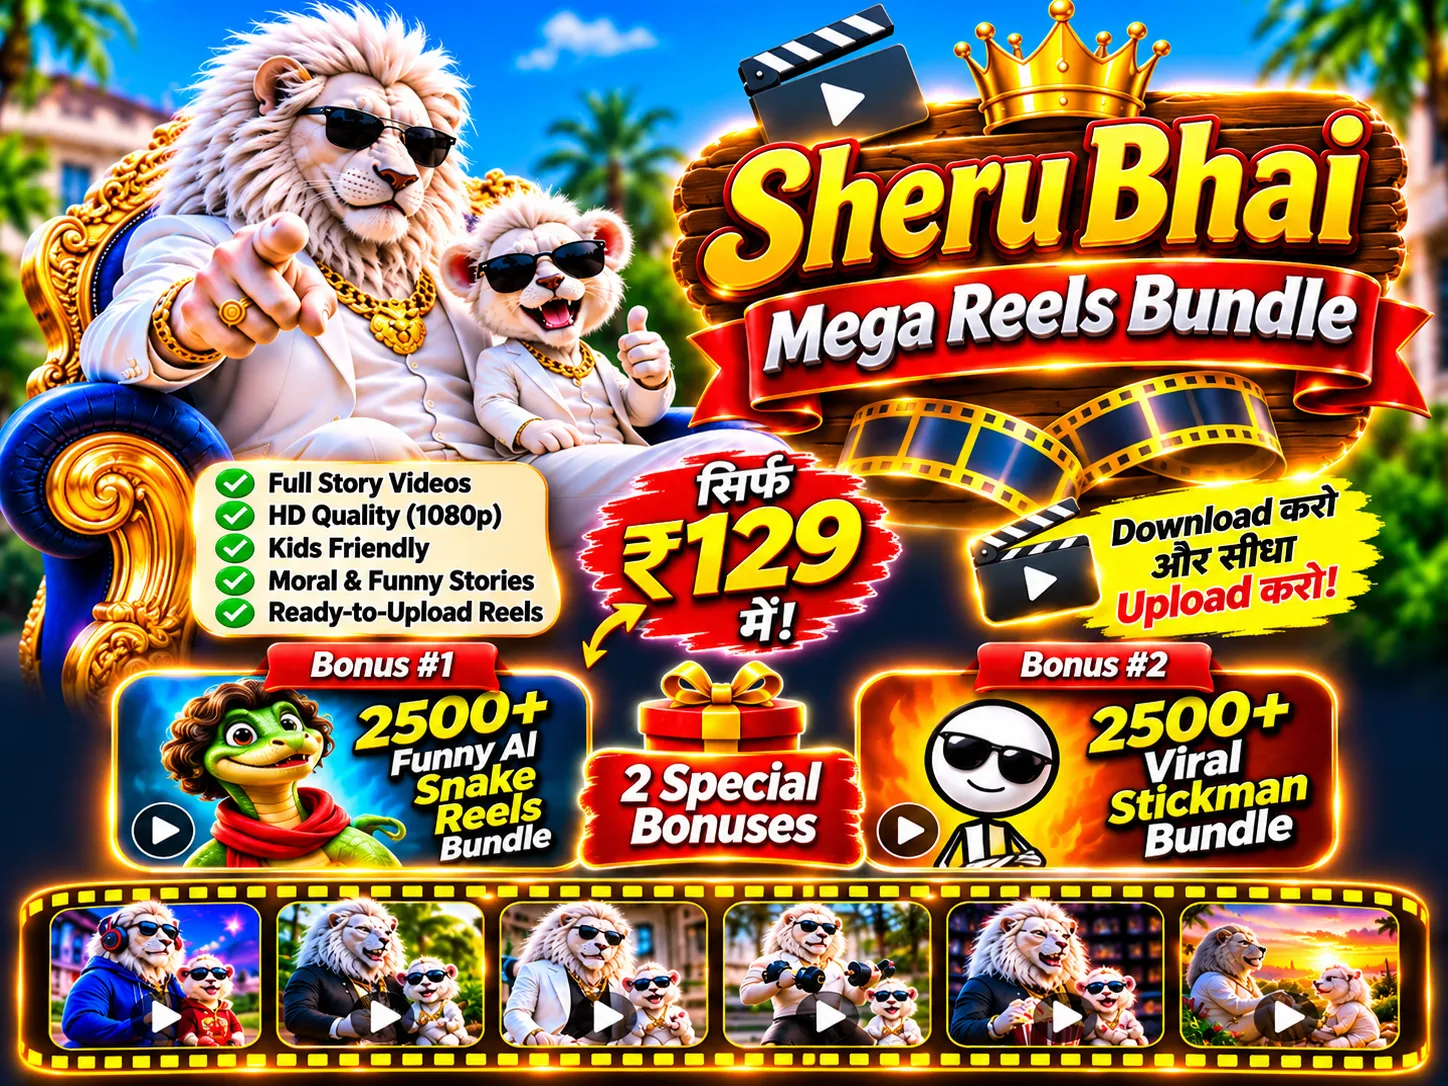 Sheru Bhai
Mega Reels Bundle
Full Story Videos
HD Quality (1080p)
Kids Friendly
Moral & Funny Stories
Ready-to-Upload Reels
सिर्फ
₹129
में!
Download करो
और सीधा
Upload करो!
Bonus #1
2500+
Funny AI
Snake
Reels
Bundle
2 Special
Bonuses
Bonus #2
2500+
Viral
Stickman
Bundle